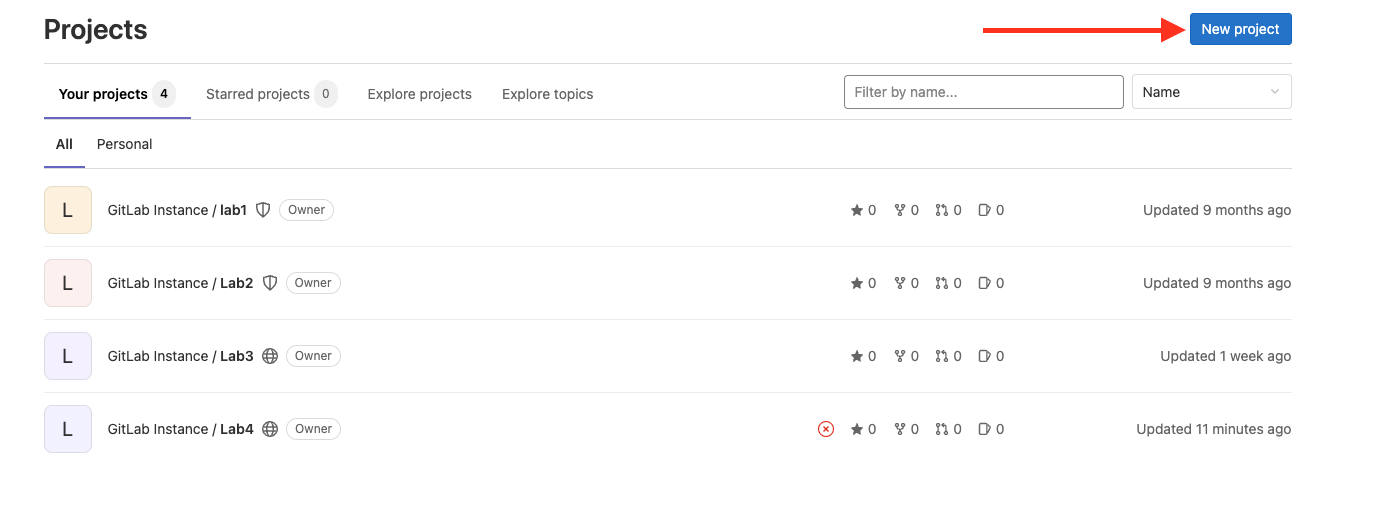 Projects
New project
Your projects 4 Starred projects 0 Explore projects Explore topics Filter by name... Name
All Personal
L GitLab Instance / lab1 Owner 0 0 0 0 Updated 9 months ago
L GitLab Instance / Lab2 Owner 0 0 0 0 Updated 9 months ago
L GitLab Instance / Lab3 Owner 0 0 0 0 Updated 1 week ago
L GitLab Instance / Lab4 Owner 0 0 0 0 Updated 11 minutes ago